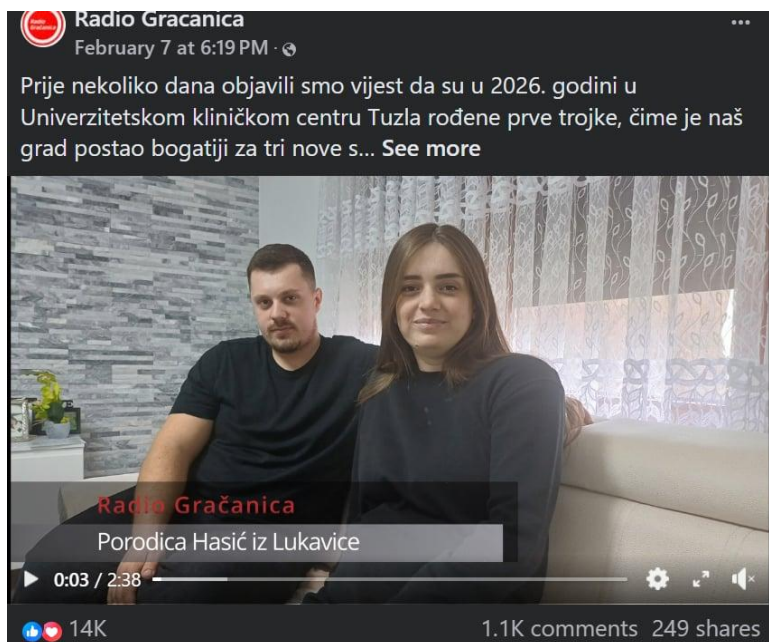 Radio Gracanica
February 7 at 6:19 PM ·
Prije nekoliko dana objavili smo vijest da su u 2026. godini u
Univerzitetskom kliničkom centru Tuzla rođene prve trojke, čime je naš
grad postao bogatiji za tri nove s... See more
Radio Gračanica
Porodica Hasić iz Lukavice
0:03 / 2:38
14K 1.1K comments 249 shares